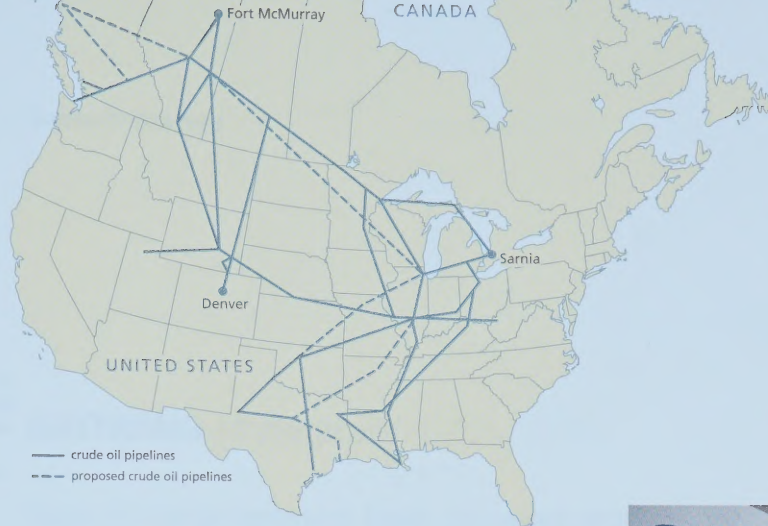 CANADA
Fort McMurray
Sarnia
Denver
UNITED STATES
crude oil pipelines
proposed crude oil pipelines